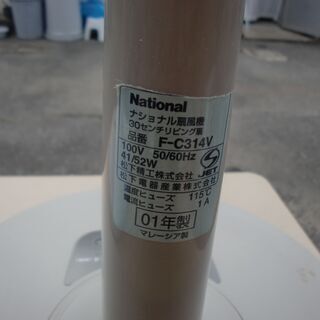 National
ナショナル扇風機
30センチリビング扇
品番 F-C314V
100V 50/60Hz
41/52W
S
JET
松下精工株式会社
松下電器産業株式会社
温度ヒューズ 115℃
電流ヒューズ 1A
01年製
マレーシア製